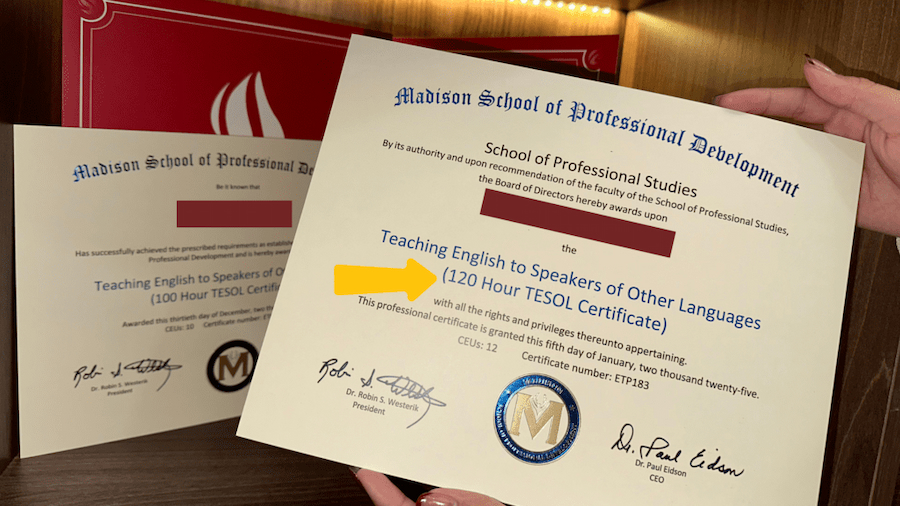 Madison School of Professional Development
School of Professional Studies
By its authority and upon recommendation of the faculty of the School of Professional Studies,
the Board of Directors hereby awards upon
the
Teaching English to Speakers of Other Languages
(120 Hour TESOL Certificate)
with all the rights and privileges thereunto appertaining.
This professional certificate is granted this fifth day of January, two thousand twenty-five.
CEUs: 12 Certificate number: ETP183
Dr. Robin S. Westerik
President
M
Dr. Paul Eidson
Dr. Paul Eidson
CEO
Madison School of Professional De
Be it known that
Has successfully achieved the prescribed requirements as established
Professional Development and is hereby
Teaching English to Speakers of O
(100 Hour TESOL Certifi
Awarded this thirtieth day of December, two tho
CEUs: 10 Certificate number: ET
Robin S. Westerik
Dr. Robin S. Westerik
President
M